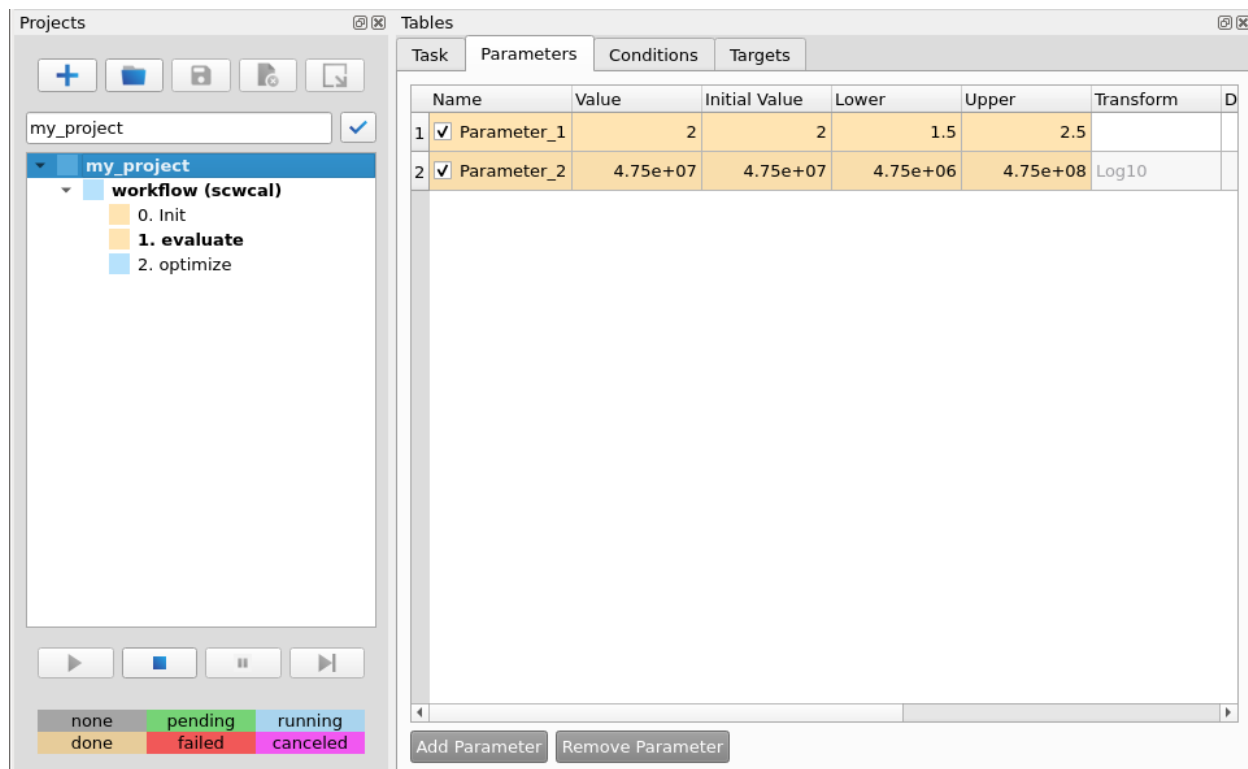 Projects
my_project
my_project
workflow (scwcal)
0. Init
1. evaluate
2. optimize
none pending running
done failed canceled
Tables
Task Parameters Conditions Targets
Name Value Initial Value Lower Upper Transform D
1 Parameter_1 2 2 1.5 2.5
2 Parameter_2 4.75e+07 4.75e+07 4.75e+06 4.75e+08 Log10
Add Parameter Remove Parameter